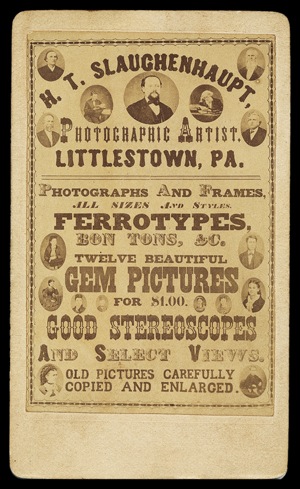 H. T. SLAUGHENHAUPT,
PHOTOGRAPHIC ARTIST,
LITTLESTOWN, PA.
PHOTOGRAPHS AND FRAMES,
ALL SIZES AND STYLES.
FERROTYPES,
BON TONS, &C.
TWELVE BEAUTIFUL
GEM PICTURES
FOR $1.00.
GOOD STEREOSCOPES
AND SELECT VIEWS.
OLD PICTURES CAREFULLY
COPIED AND ENLARGED.